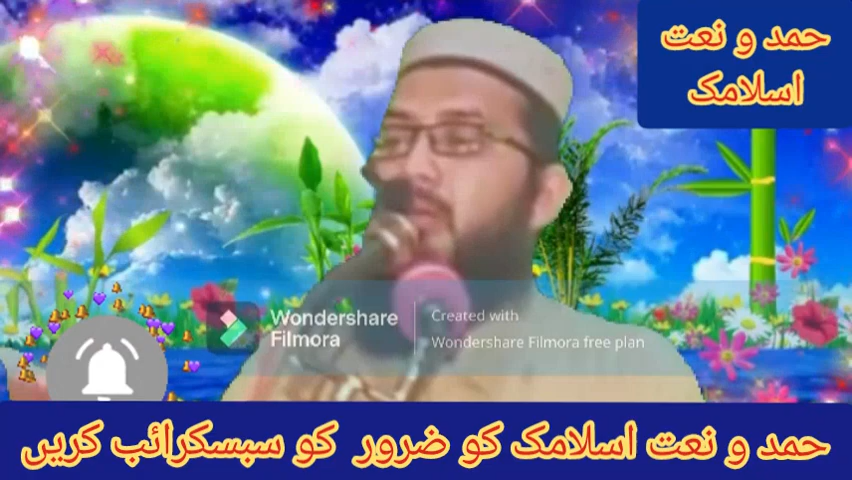 حمد و نعت
اسلامک
Wondershare
Filmora
Created with
Wondershare Filmora free plan
حمد و نعت اسلامک کو ضرور کو سبسکرائب کریں